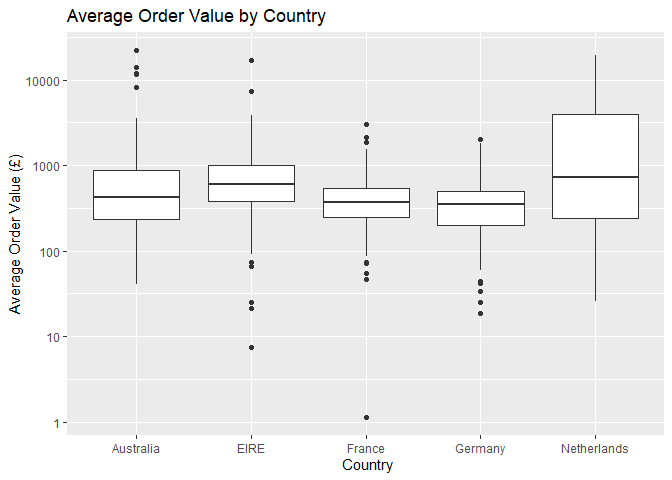 Average Order Value by Country
Average Order Value (£)
10000
1000
100
10
1
Australia EIRE France Germany Netherlands
Country